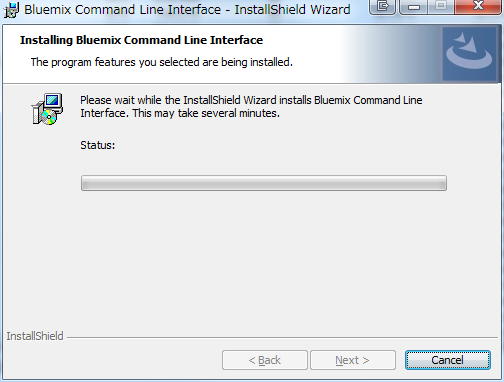 Bluemix Command Line Interface - InstallShield Wizard
Installing Bluemix Command Line Interface
The program features you selected are being installed.
Please wait while the InstallShield Wizard installs Bluemix Command Line
Interface. This may take several minutes.
Status:
InstallShield
< Back
Next >
Cancel